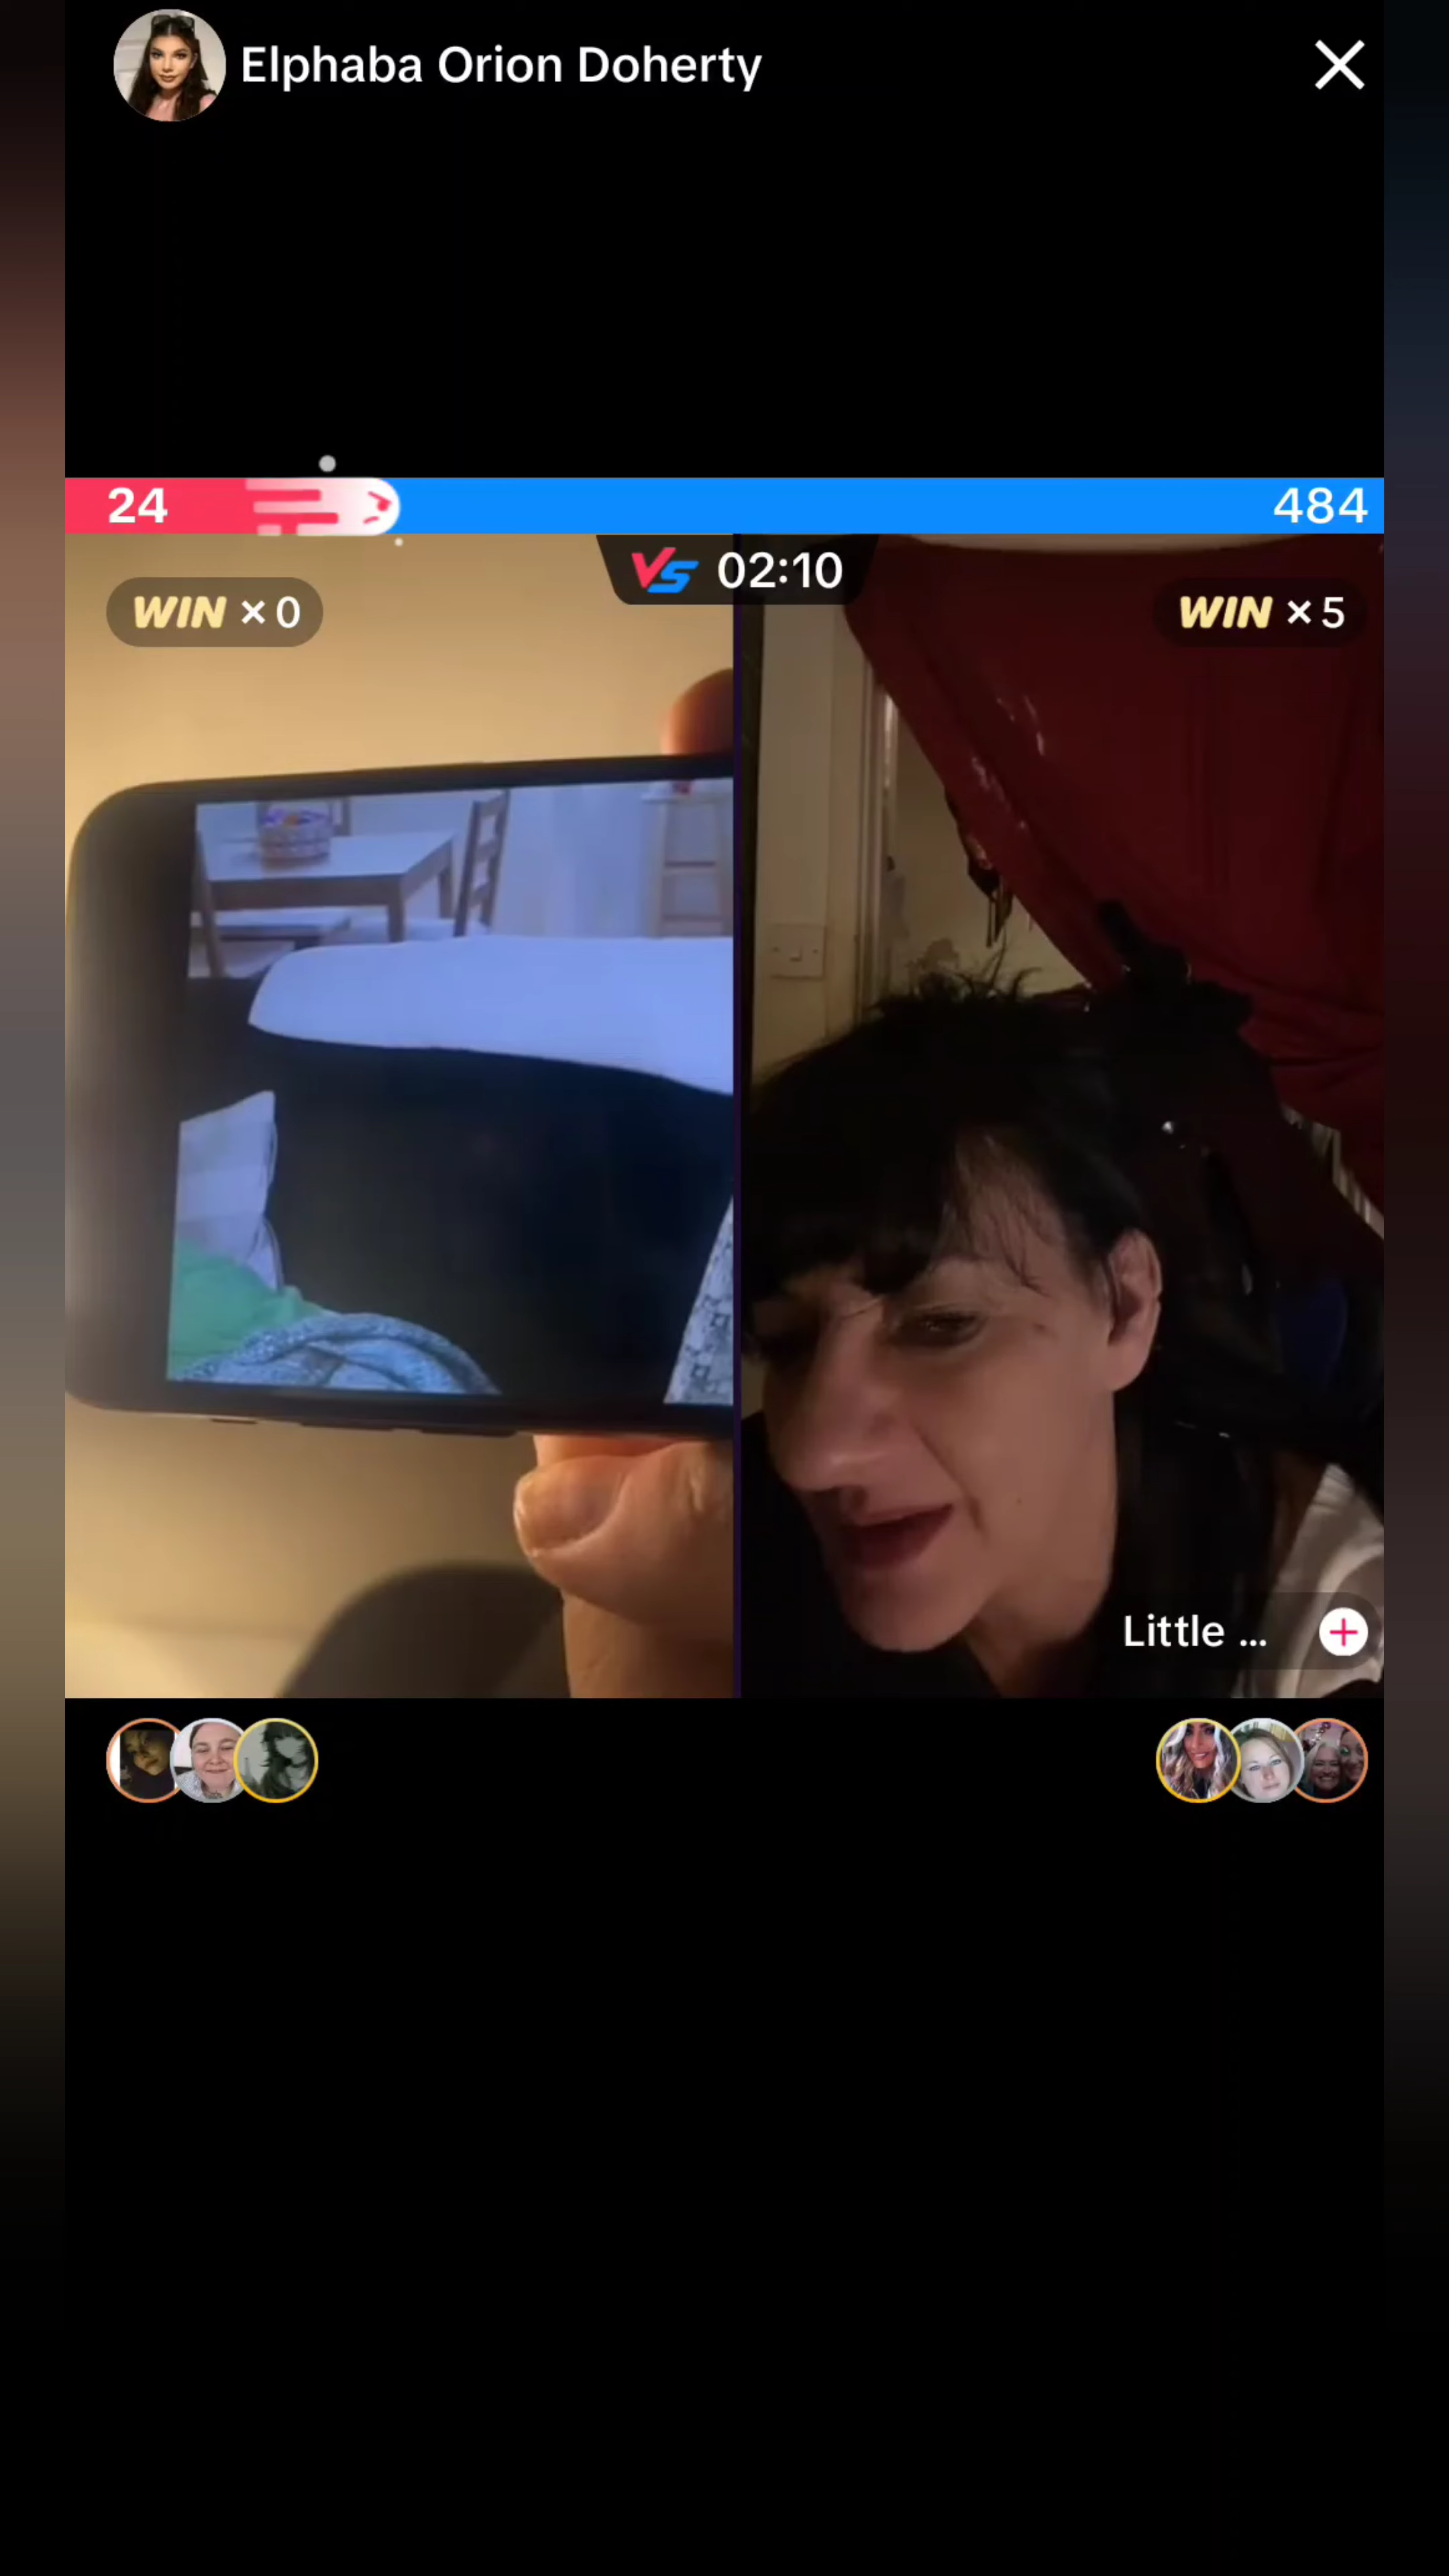 Elphaba Orion Doherty
24
484
VS 02:10
WIN × 0
WIN × 5
Little ...